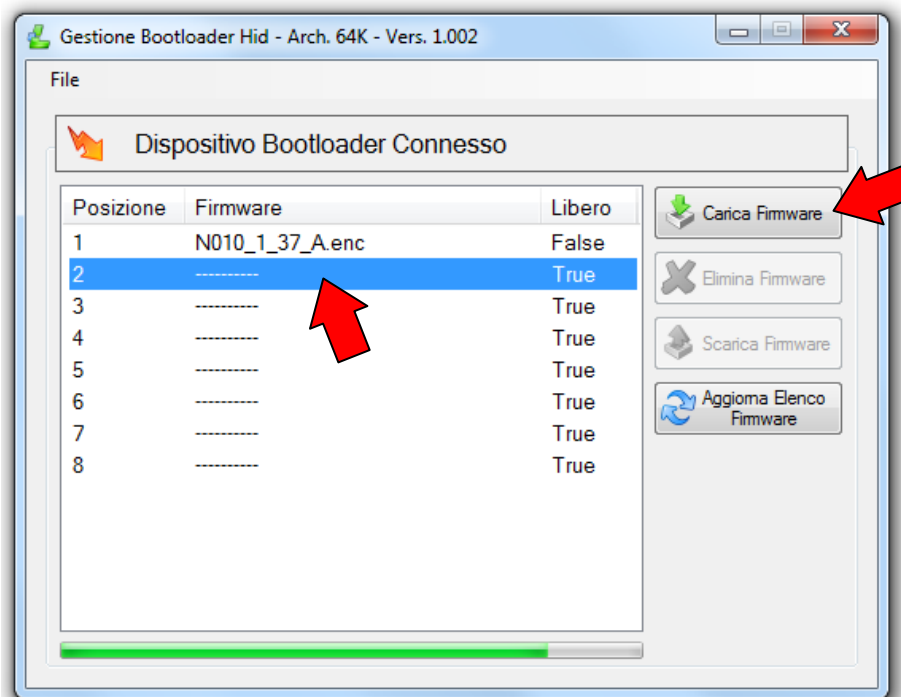 Gestione Bootloader Hid - Arch. 64K - Vers. 1.002
File
Dispositivo Bootloader Connesso
Posizione Firmware Libero
1 N010_1_37_A.enc False
2 ---------- True
3 ---------- True
4 ---------- True
5 ---------- True
6 ---------- True
7 ---------- True
8 ---------- True
Carica Firmware
Elimina Firmware
Scarica Firmware
Aggiorna Elenco
Firmware